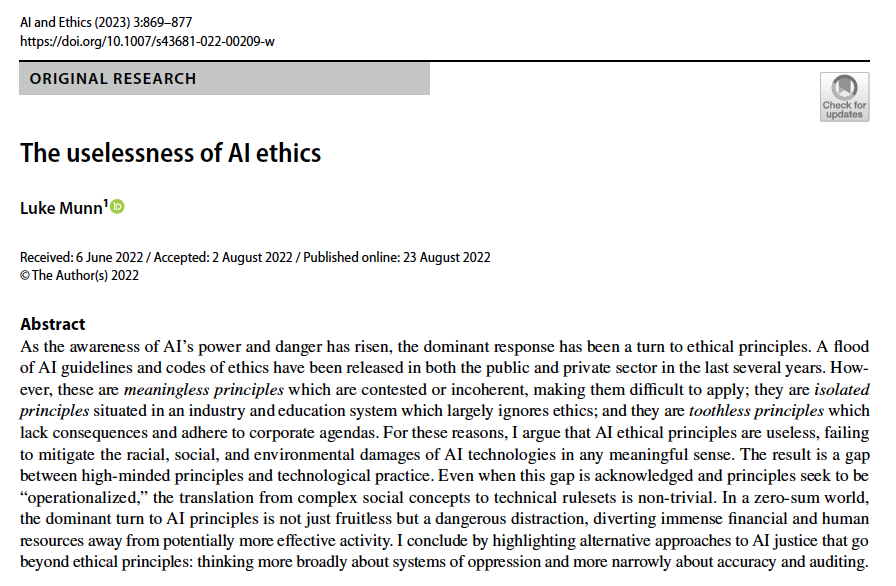 AI and Ethics (2023) 3:869–877
https://doi.org/10.1007/s43681-022-00209-w
ORIGINAL RESEARCH
Check for
updates
The uselessness of AI ethics
Luke Munn1 iD
Received: 6 June 2022 / Accepted: 2 August 2022 / Published online: 23 August 2022
© The Author(s) 2022
Abstract
As the awareness of AI’s power and danger has risen, the dominant response has been a turn to ethical principles. A flood
of AI guidelines and codes of ethics have been released in both the public and private sector in the last several years. How-
ever, these are meaningless principles which are contested or incoherent, making them difficult to apply; they are isolated
principles situated in an industry and education system which largely ignores ethics; and they are toothless principles which
lack consequences and adhere to corporate agendas. For these reasons, I argue that AI ethical principles are useless, failing
to mitigate the racial, social, and environmental damages of AI technologies in any meaningful sense. The result is a gap
between high-minded principles and technological practice. Even when this gap is acknowledged and principles seek to be
“operationalized,” the translation from complex social concepts to technical rulesets is non-trivial. In a zero-sum world,
the dominant turn to AI principles is not just fruitless but a dangerous distraction, diverting immense financial and human
resources away from potentially more effective activity. I conclude by highlighting alternative approaches to AI justice that go
beyond ethical principles: thinking more broadly about systems of oppression and more narrowly about accuracy and auditing.